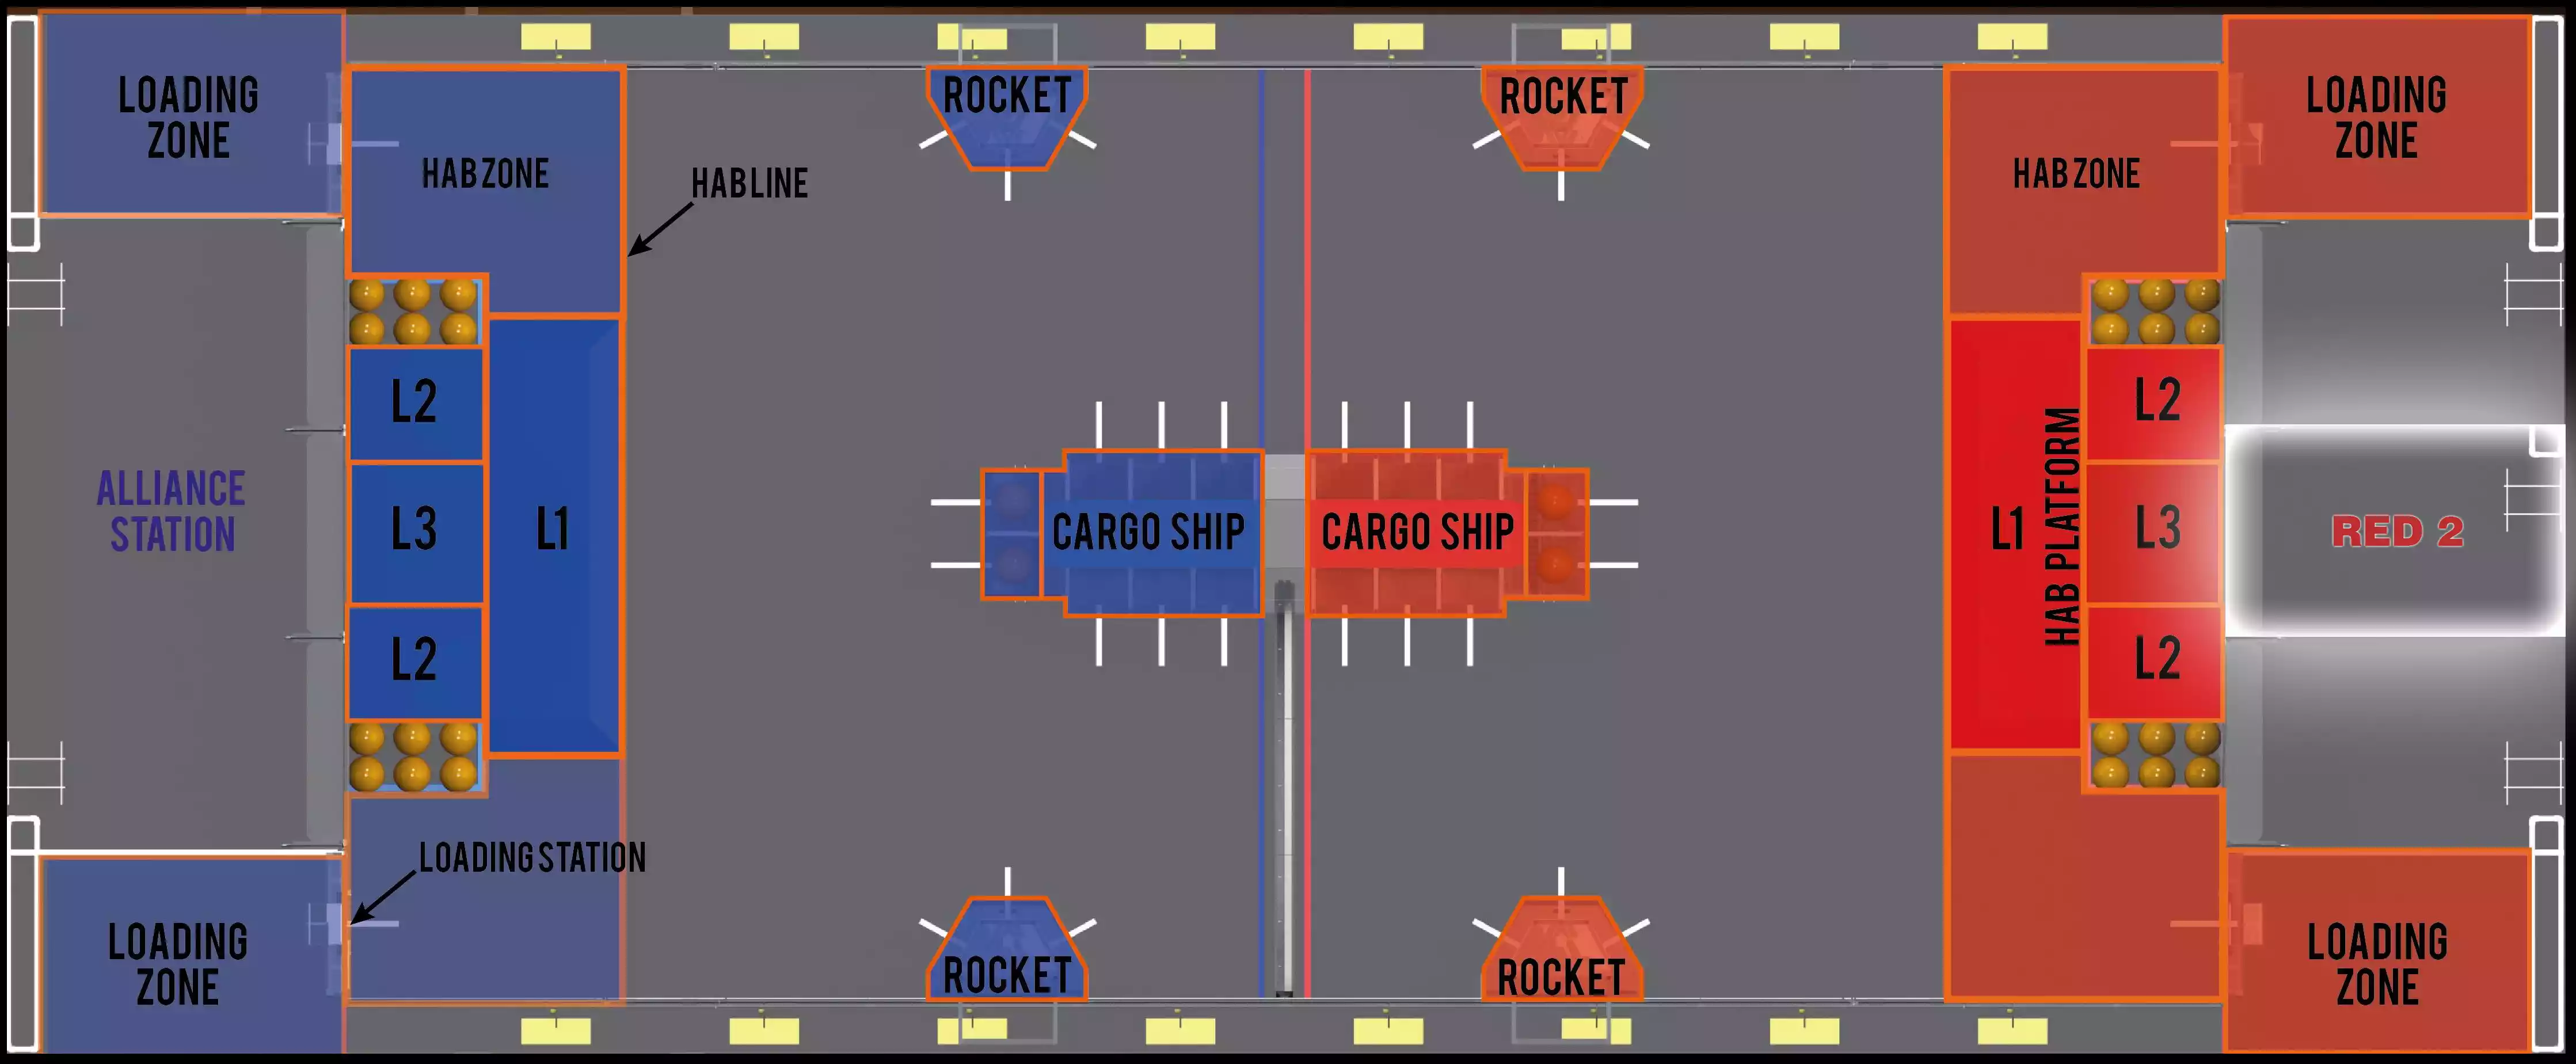 LOADING
ZONE
HAB ZONE
HAB LINE
ROCKET
ROCKET
HAB ZONE
LOADING
ZONE
L2
L2
ALLIANCE
STATION
L3
L1
CARGO SHIP
CARGO SHIP
L1
HAB PLATFORM
L3
RED 2
L2
L2
LOADING STATION
LOADING
ZONE
ROCKET
ROCKET
LOADING
ZONE